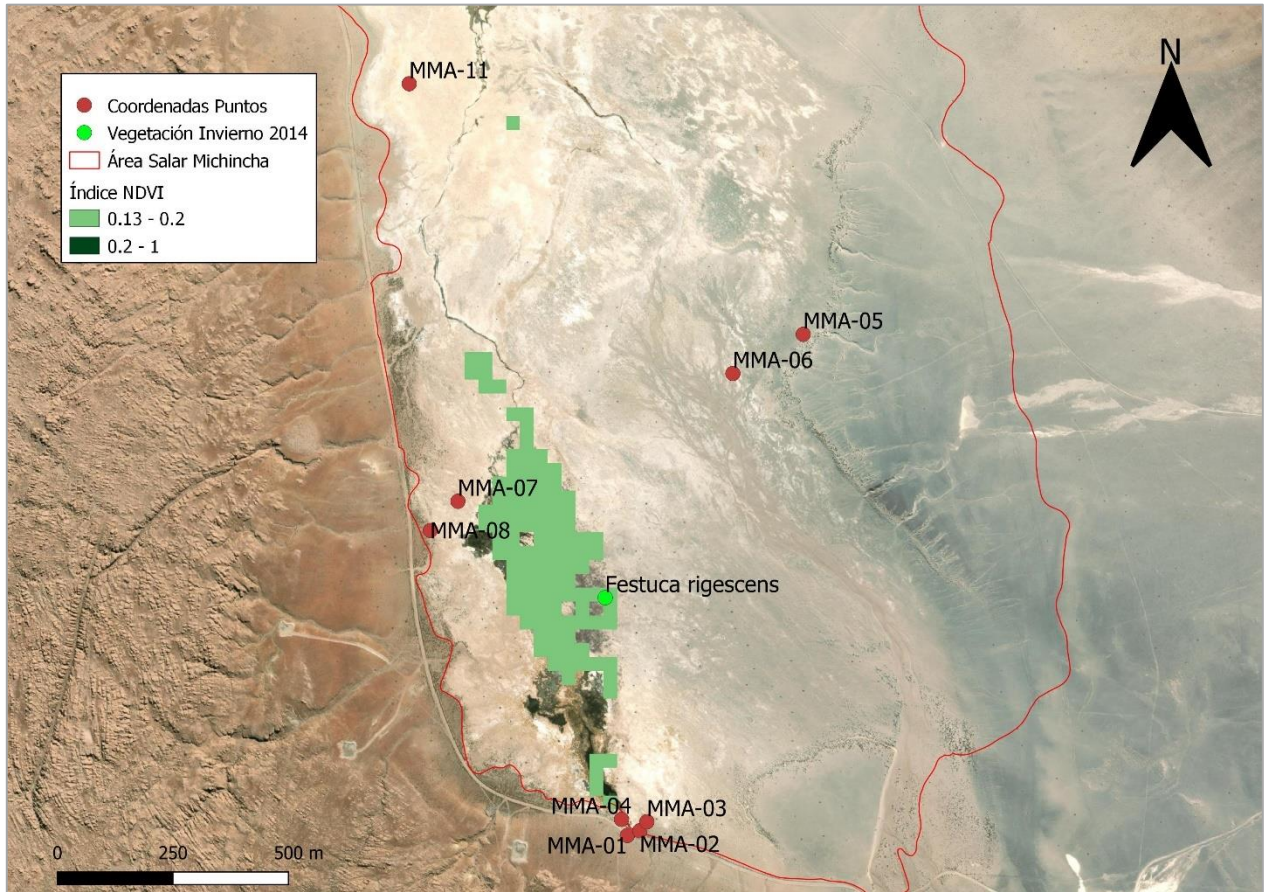 MMA-11
N
Coordenadas Puntos
Vegetación Invierno 2014
Área Salar Michincha
Índice NDVI
0.13 - 0.2
0.2 - 1
MMA-05
MMA-06
MMA-07
MMA-08
Festuca rigescens
MMA-04
MMA-03
MMA-01
MMA-02
0 250 500 m